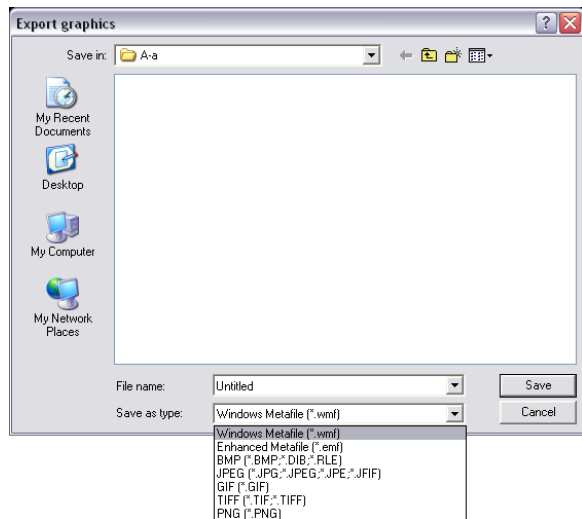 Export graphics
Save in:
A-a
My Recent
Documents
Desktop
My Computer
My Network
Places
File name:
Untitled
Save
Save as type:
Windows Metafile (*.wmf)
Cancel
Windows Metafile (*.wmf)
Enhanced Metafile (*.emf)
BMP (*.BMP;*.DIB;*.RLE)
JPEG (*.JPG;*.JPEG;*.JPE;*.JFIF)
GIF (*.GIF)
TIFF (*.TIF;*.TIFF)
PNG (*.PNG)